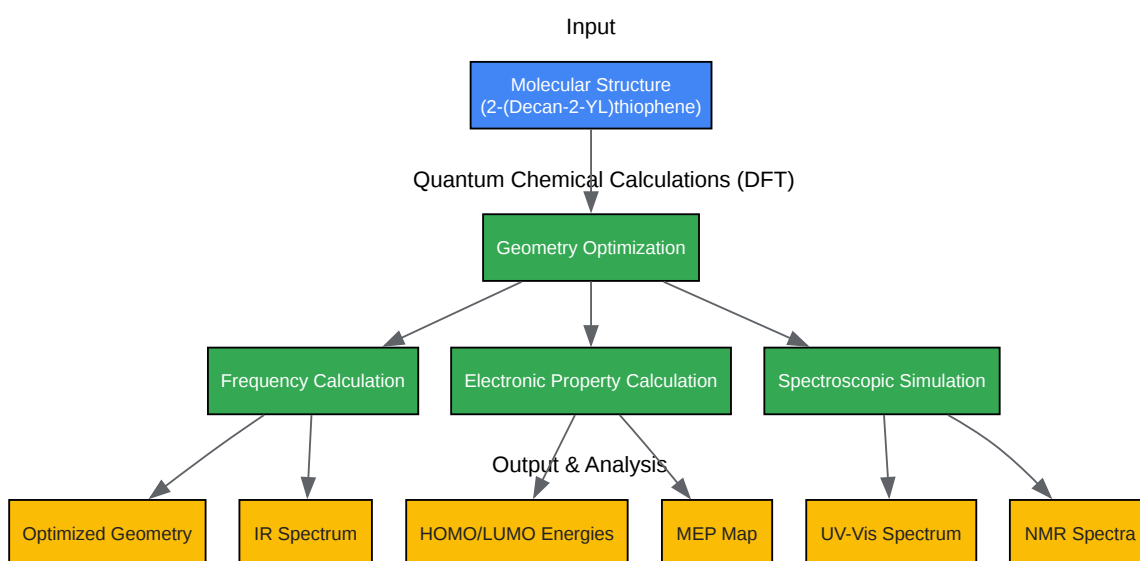 Input
Molecular Structure
(2-(Decan-2-YL)thiophene)
Quantum Chemical Calculations (DFT)
Geometry Optimization
Frequency Calculation
Electronic Property Calculation
Spectroscopic Simulation
Output & Analysis
Optimized Geometry
IR Spectrum
HOMO/LUMO Energies
MEP Map
UV-Vis Spectrum
NMR Spectra